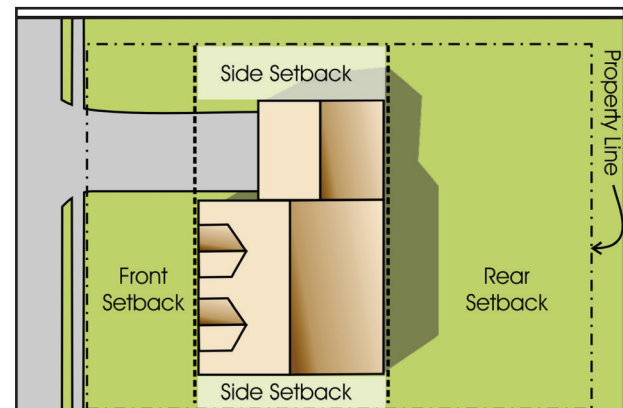 Side Setback
Property Line
Front
Setback
Rear
Setback
Side Setback